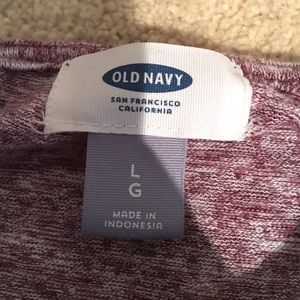 OLD NAVY
SAN FRANCISCO
CALIFORNIA
L
G
MADE IN
INDONESIA